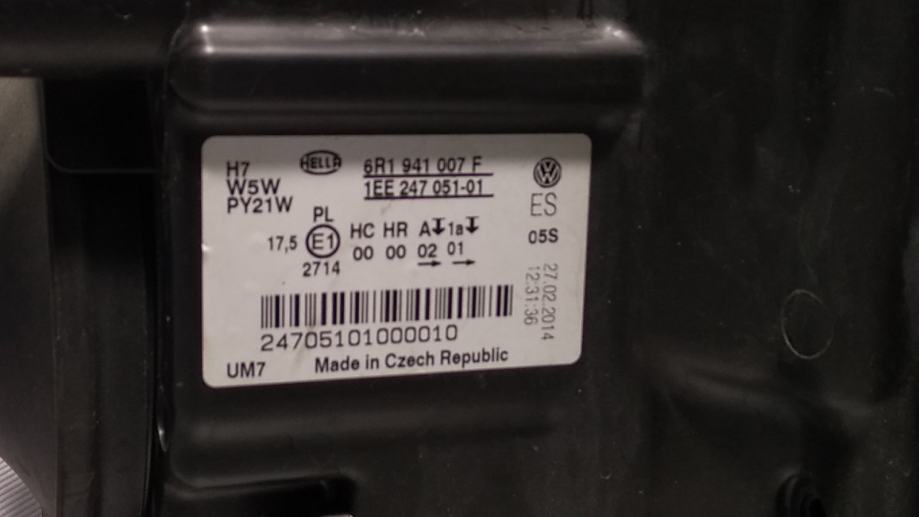 H7
W5W
PY21W
HELLA
6R1 941 007 F
1EE 247 051-01
ES
05S
PL
17,5 E1
2714
HC HR A 1a
00 00 02 01
→ →
27.02.2014
12:31:36
24705101000010
UM7 Made in Czech Republic